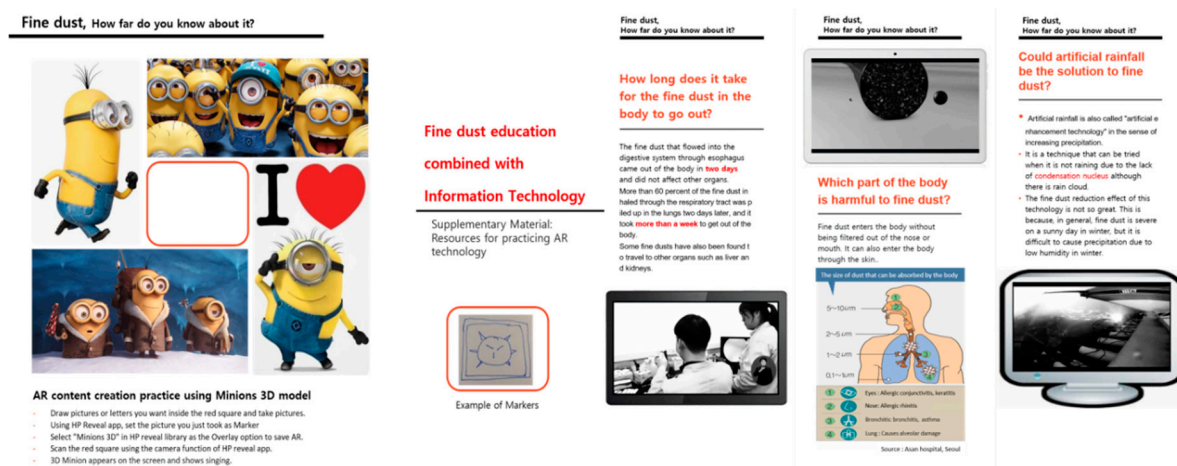 Fine dust, How far do you know about it?
I
AR content creation practice using Minions 3D model
- Draw pictures or letters you want inside the red square and take pictures.
- Using HP Reveal app, set the picture you just took as Marker
- Select "Minions 3D" in HP reveal library as the Overlay option to save AR.
- Scan the red square using the camera function of HP reveal app.
- 3D Minion appears on the screen and shows singing.
Fine dust education
combined with
Information Technology
Supplementary Material:
Resources for practicing AR
technology
Example of Markers
Fine dust,
How far do you know about it?
How long does it take
for the fine dust in the
body to go out?
The fine dust that flowed into the
digestive system through esophagus
came out of the body in two days
and did not affect other organs.
More than 60 percent of the fine dust in
haled through the respiratory tract was p
iled up in the lungs two days later, and it
took more than a week to get out of the
body.
Some fine dusts have also been found t
o travel to other organs such as liver an
d kidneys.
Fine dust,
How far do you know about it?
Which part of the body
is harmful to fine dust?
Fine dust enters the body without
being filtered out of the nose or
mouth. It can also enter the body
through the skin..
The size of dust that can be absorbed by the body
5~10um
2~5um
1~2um
0.1~1um
1
2
3
4
1 Eyes : Allergic conjunctivitis, keratitis
2 Nose: Allergic rhinitis
3 Bronchitis: bronchitis, asthma
4 Lung : Causes alveolar damage
Source : Asan hospital, Seoul
Fine dust,
How far do you know about it?
Could artificial rainfall
be the solution to fine
dust?
• Artificial rainfall is also called "artificial e
nhancement technology" in the sense of
increasing precipitation.
• It is a technique that can be tried
when it is not raining due to the lack
of condensation nucleus although
there is rain cloud.
• The fine dust reduction effect of this
technology is not so great. This is
because, in general, fine dust is severe
on a sunny day in winter, but it is
difficult to cause precipitation due to
low humidity in winter.